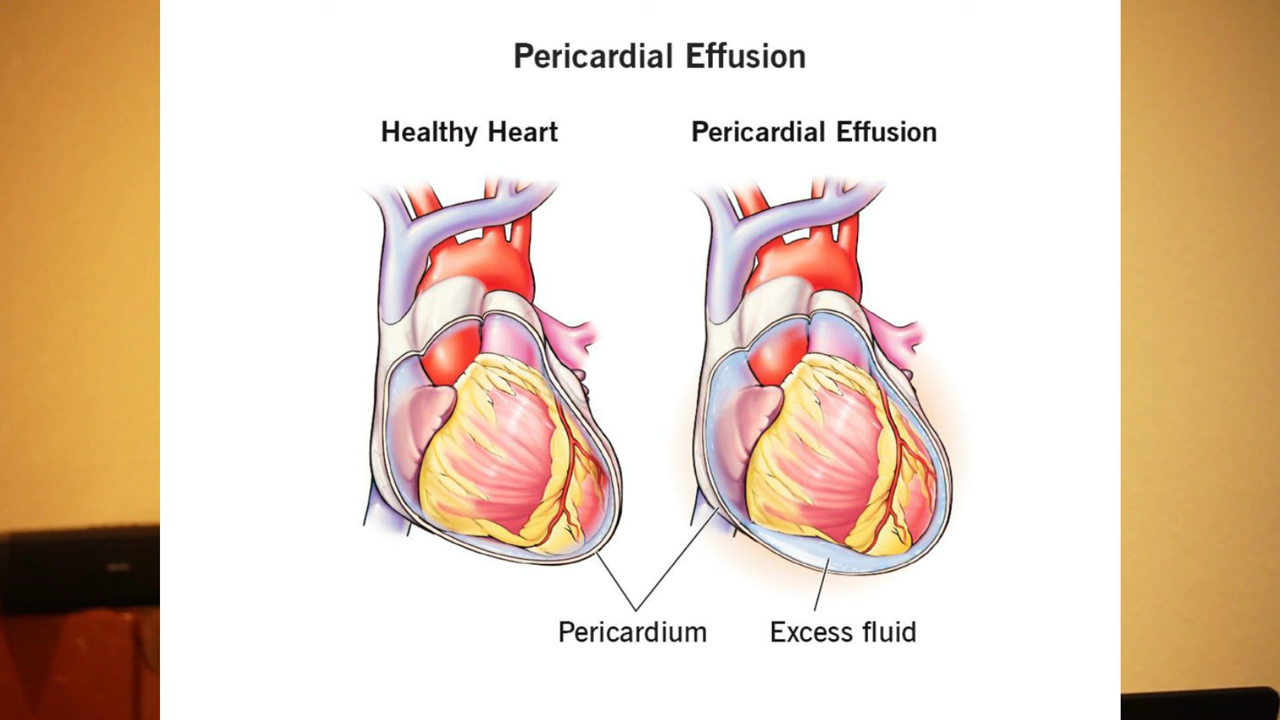 Pericardial Effusion
Healthy Heart
Pericardial Effusion
Pericardium
Excess fluid